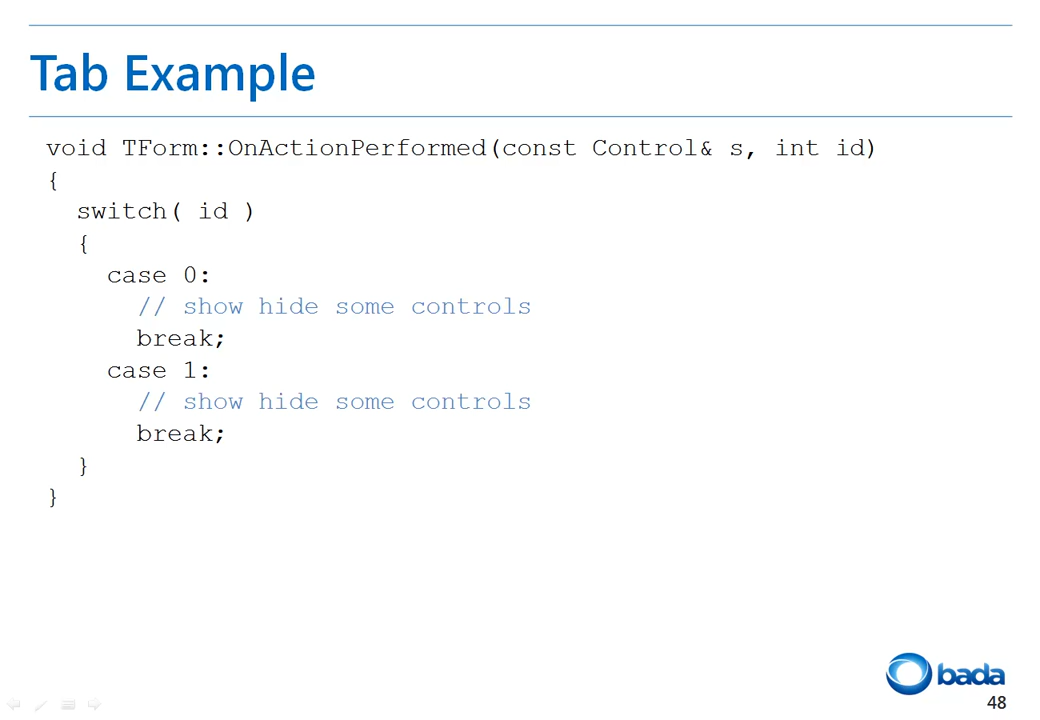 Tab Example
void TForm::OnActionPerformed(const Control& s, int id)
{
  switch( id )
  {
    case 0:
      // show hide some controls
      break;
    case 1:
      // show hide some controls
      break;
  }
}
bada
48